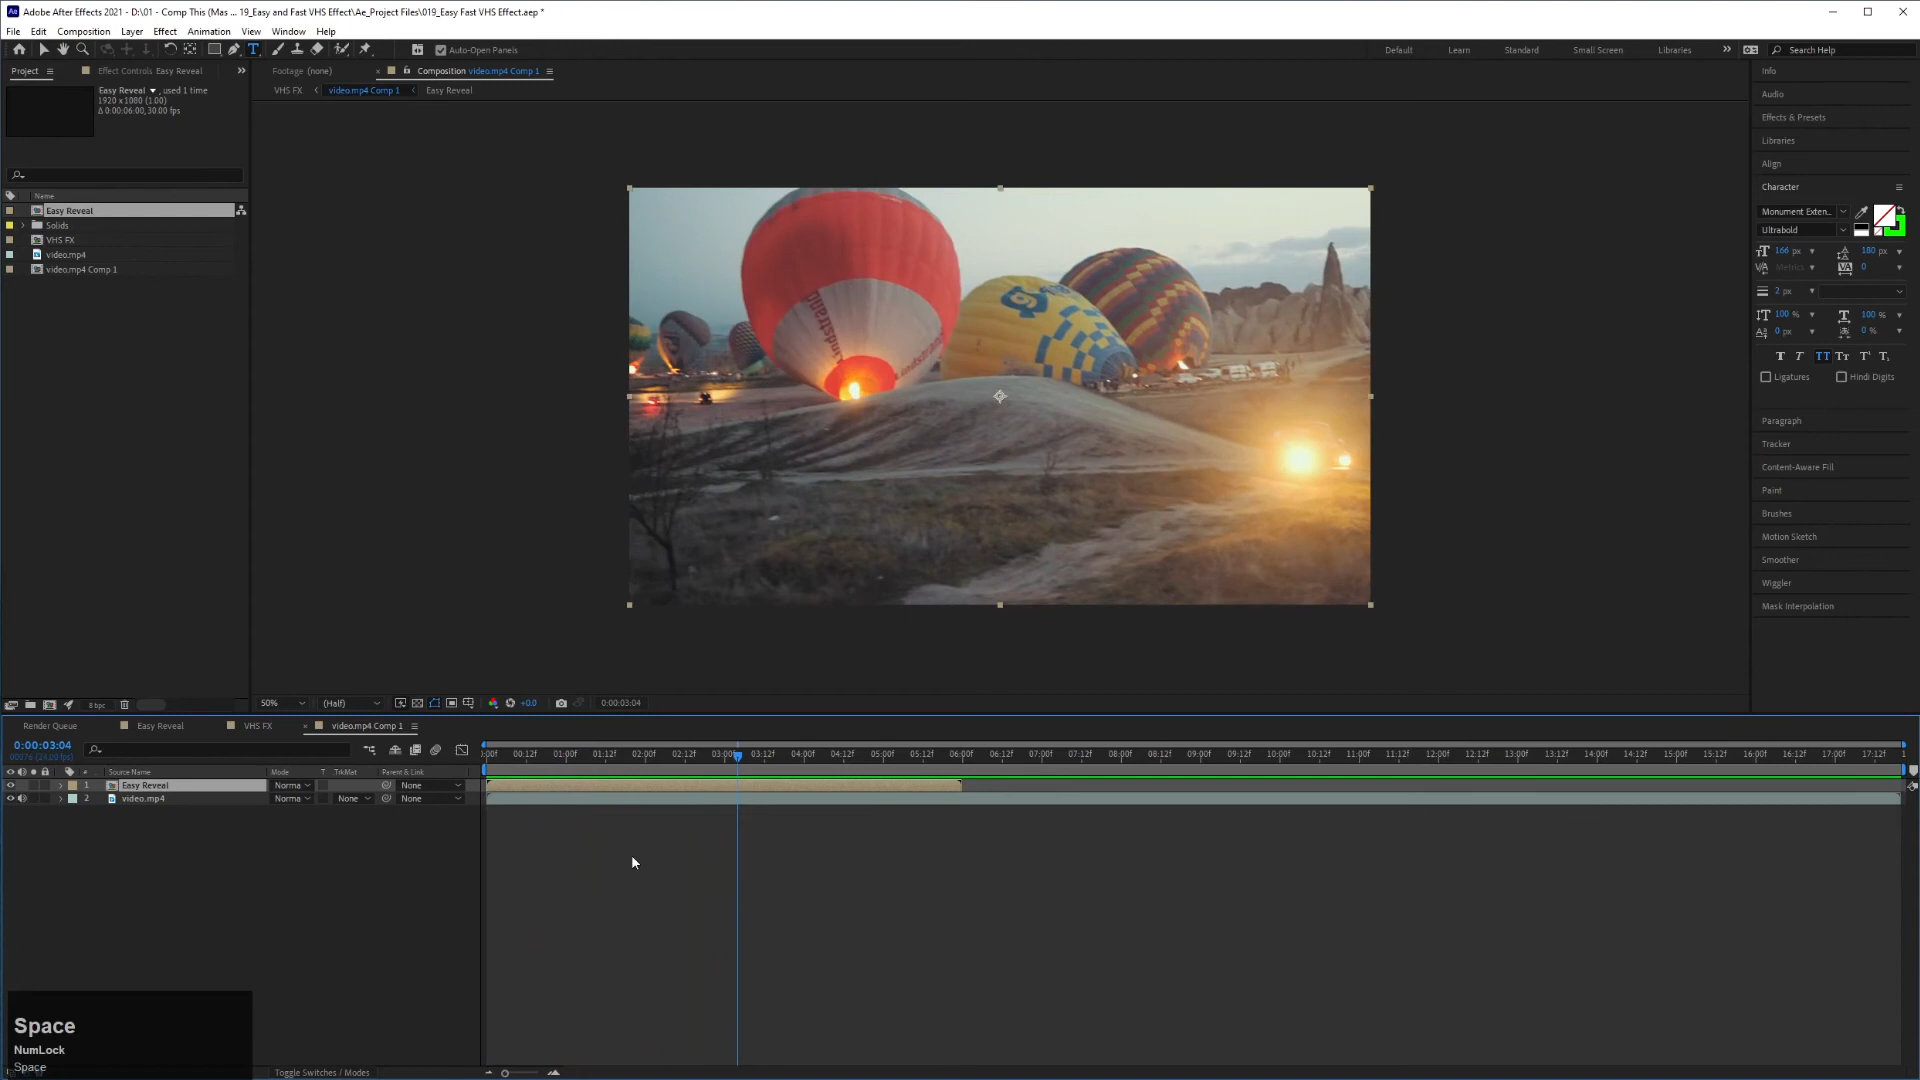 Adobe After Effects 2021 - D:\01 - Comp This (Mas ... 19_Easy and Fast VHS Effect\Ae_Project Files\019_Easy Fast VHS Effect.aep *
File Edit Composition Layer Effect Animation View Window Help
Auto-Open Panels
Default Learn Standard Small Screen Libraries Search Help
Project Effect Controls Easy Reveal
Footage (none) Composition video.mp4 Comp 1
VHS FX video.mp4 Comp 1 Easy Reveal
Easy Reveal , used 1 time
1920 x 1080 (1.00)
Δ 0:00:06:00, 30.00 fps
Name
Easy Reveal
Solids
VHS FX
video.mp4
video.mp4 Comp 1
8 bpc
Lindstrand
50% (Half) +0.0 0:00:03:04
Info
Audio
Effects & Presets
Libraries
Align
Character
Monument Exten...
Ultrabold
166 px 180 px
Metrics 0
2 px
100 % 100 %
0 px 0 %
Ligatures Hindi Digits
Paragraph
Tracker
Content-Aware Fill
Paint
Brushes
Motion Sketch
Smoother
Wiggler
Mask Interpolation
Render Queue Easy Reveal VHS FX video.mp4 Comp 1
0:00:03:04
00076 (24.00 fps)
:00f 00:12f 01:00f 01:12f 02:00f 02:12f 03:00f 03:12f 04:00f 04:12f 05:00f 05:12f 06:00f 06:12f 07:00f 07:12f 08:00f 08:12f 09:00f 09:12f 10:00f 10:12f 11:00f 11:12f 12:00f 12:12f 13:00f 13:12f 14:00f 14:12f 15:00f 15:12f 16:00f 16:12f 17:00f 17:12f
# Source Name Mode T .TrkMat Parent & Link
1 Easy Reveal Norma None
2 video.mp4 Norma None None
Space
NumLock
Space
Toggle Switches / Modes